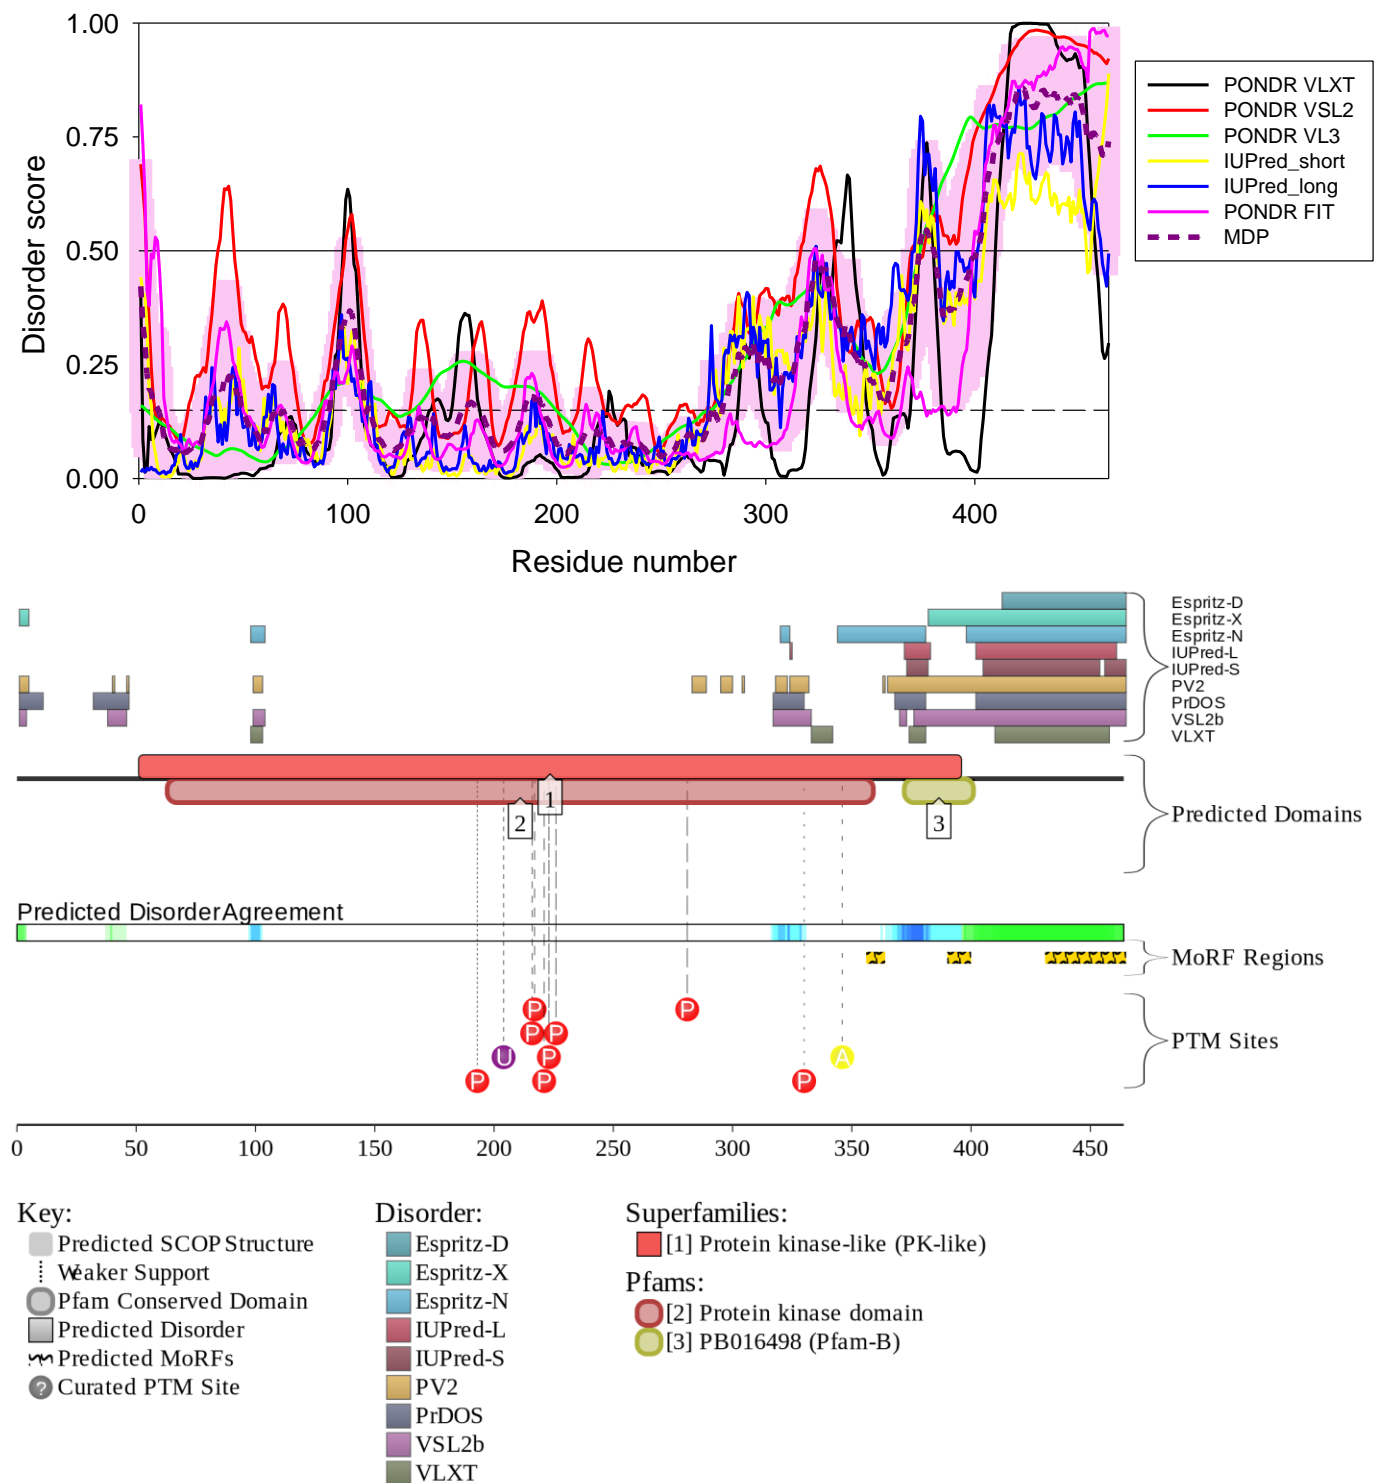 1.00
0.75
0.50
0.25
0.00
Disorder score
0 100 200 300 400
Residue number
PONDR VLXT
PONDR VSL2
PONDR VL3
IUPred_short
IUPred_long
PONDR FIT
MDP
Espritz-D
Espritz-X
Espritz-N
IUPred-L
IUPred-S
PV2
PrDOS
VSL2b
VLXT
1
2
3
Predicted Domains
Predicted Disorder Agreement
MoRF Regions
P P
P P
U P A
P P P
PTM Sites
0 50 100 150 200 250 300 350 400 450
Key:
Predicted SCOP Structure
Weaker Support
Pfam Conserved Domain
Predicted Disorder
Predicted MoRFs
? Curated PTM Site
Disorder:
Espritz-D
Espritz-X
Espritz-N
IUPred-L
IUPred-S
PV2
PrDOS
VSL2b
VLXT
Superfamilies:
[1] Protein kinase-like (PK-like)
Pfams:
[2] Protein kinase domain
[3] PB016498 (Pfam-B)